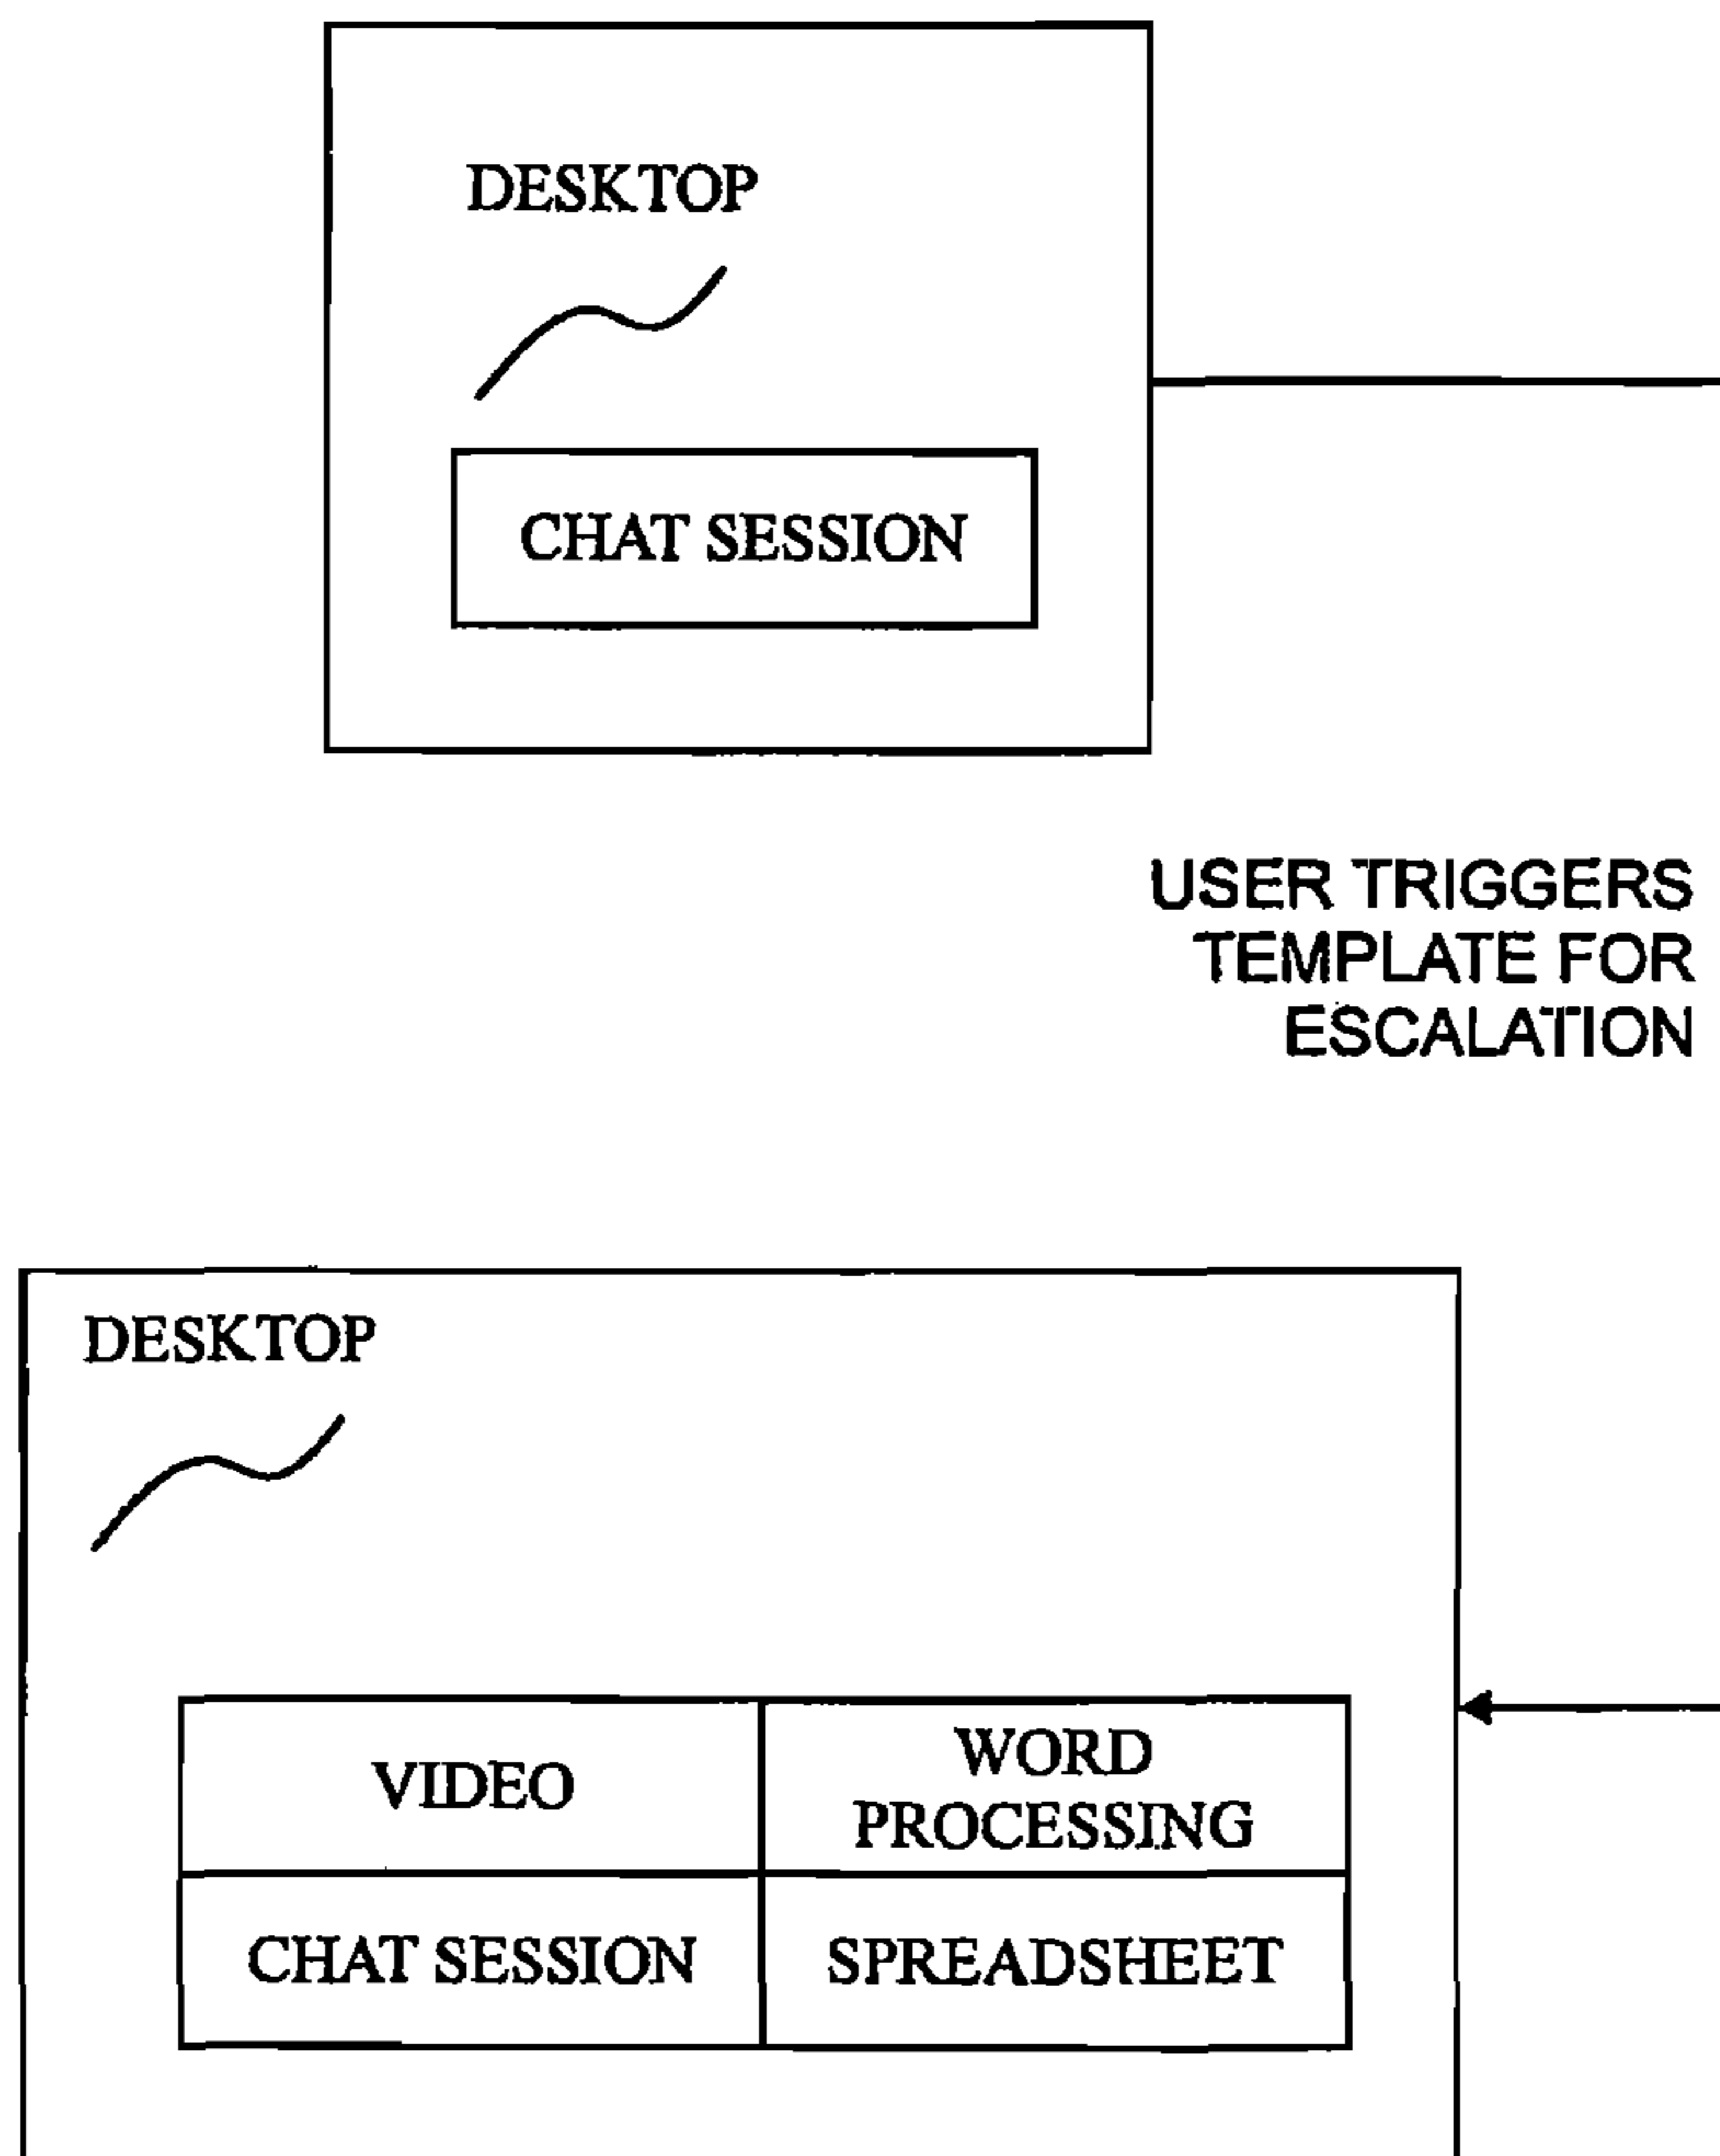 DESKTOP
CHAT SESSION
USER TRIGGERS
TEMPLATE FOR
ESCALATION
DESKTOP
VIDEO
WORD
PROCESSING
CHAT SESSION
SPREADSHEET